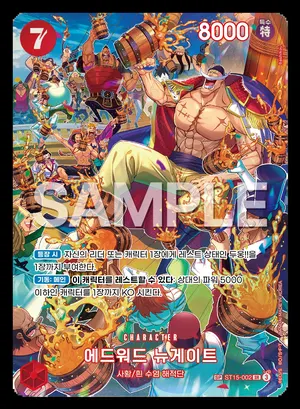 7
8000
특수
特
SAMPLE
등장 시 자신의 리더 또는 캐릭터 1장에게 레스트 상태인 두웅!!을
1장까지 부여한다.
기동: 메인 이 캐릭터를 레스트할 수 있다: 상대의 파워 5000
이하인 캐릭터를 1장까지 KO 시킨다.
CHARACTER
에드워드 뉴게이트
사황/흰 수염 해적단
SP ST15-002 SR